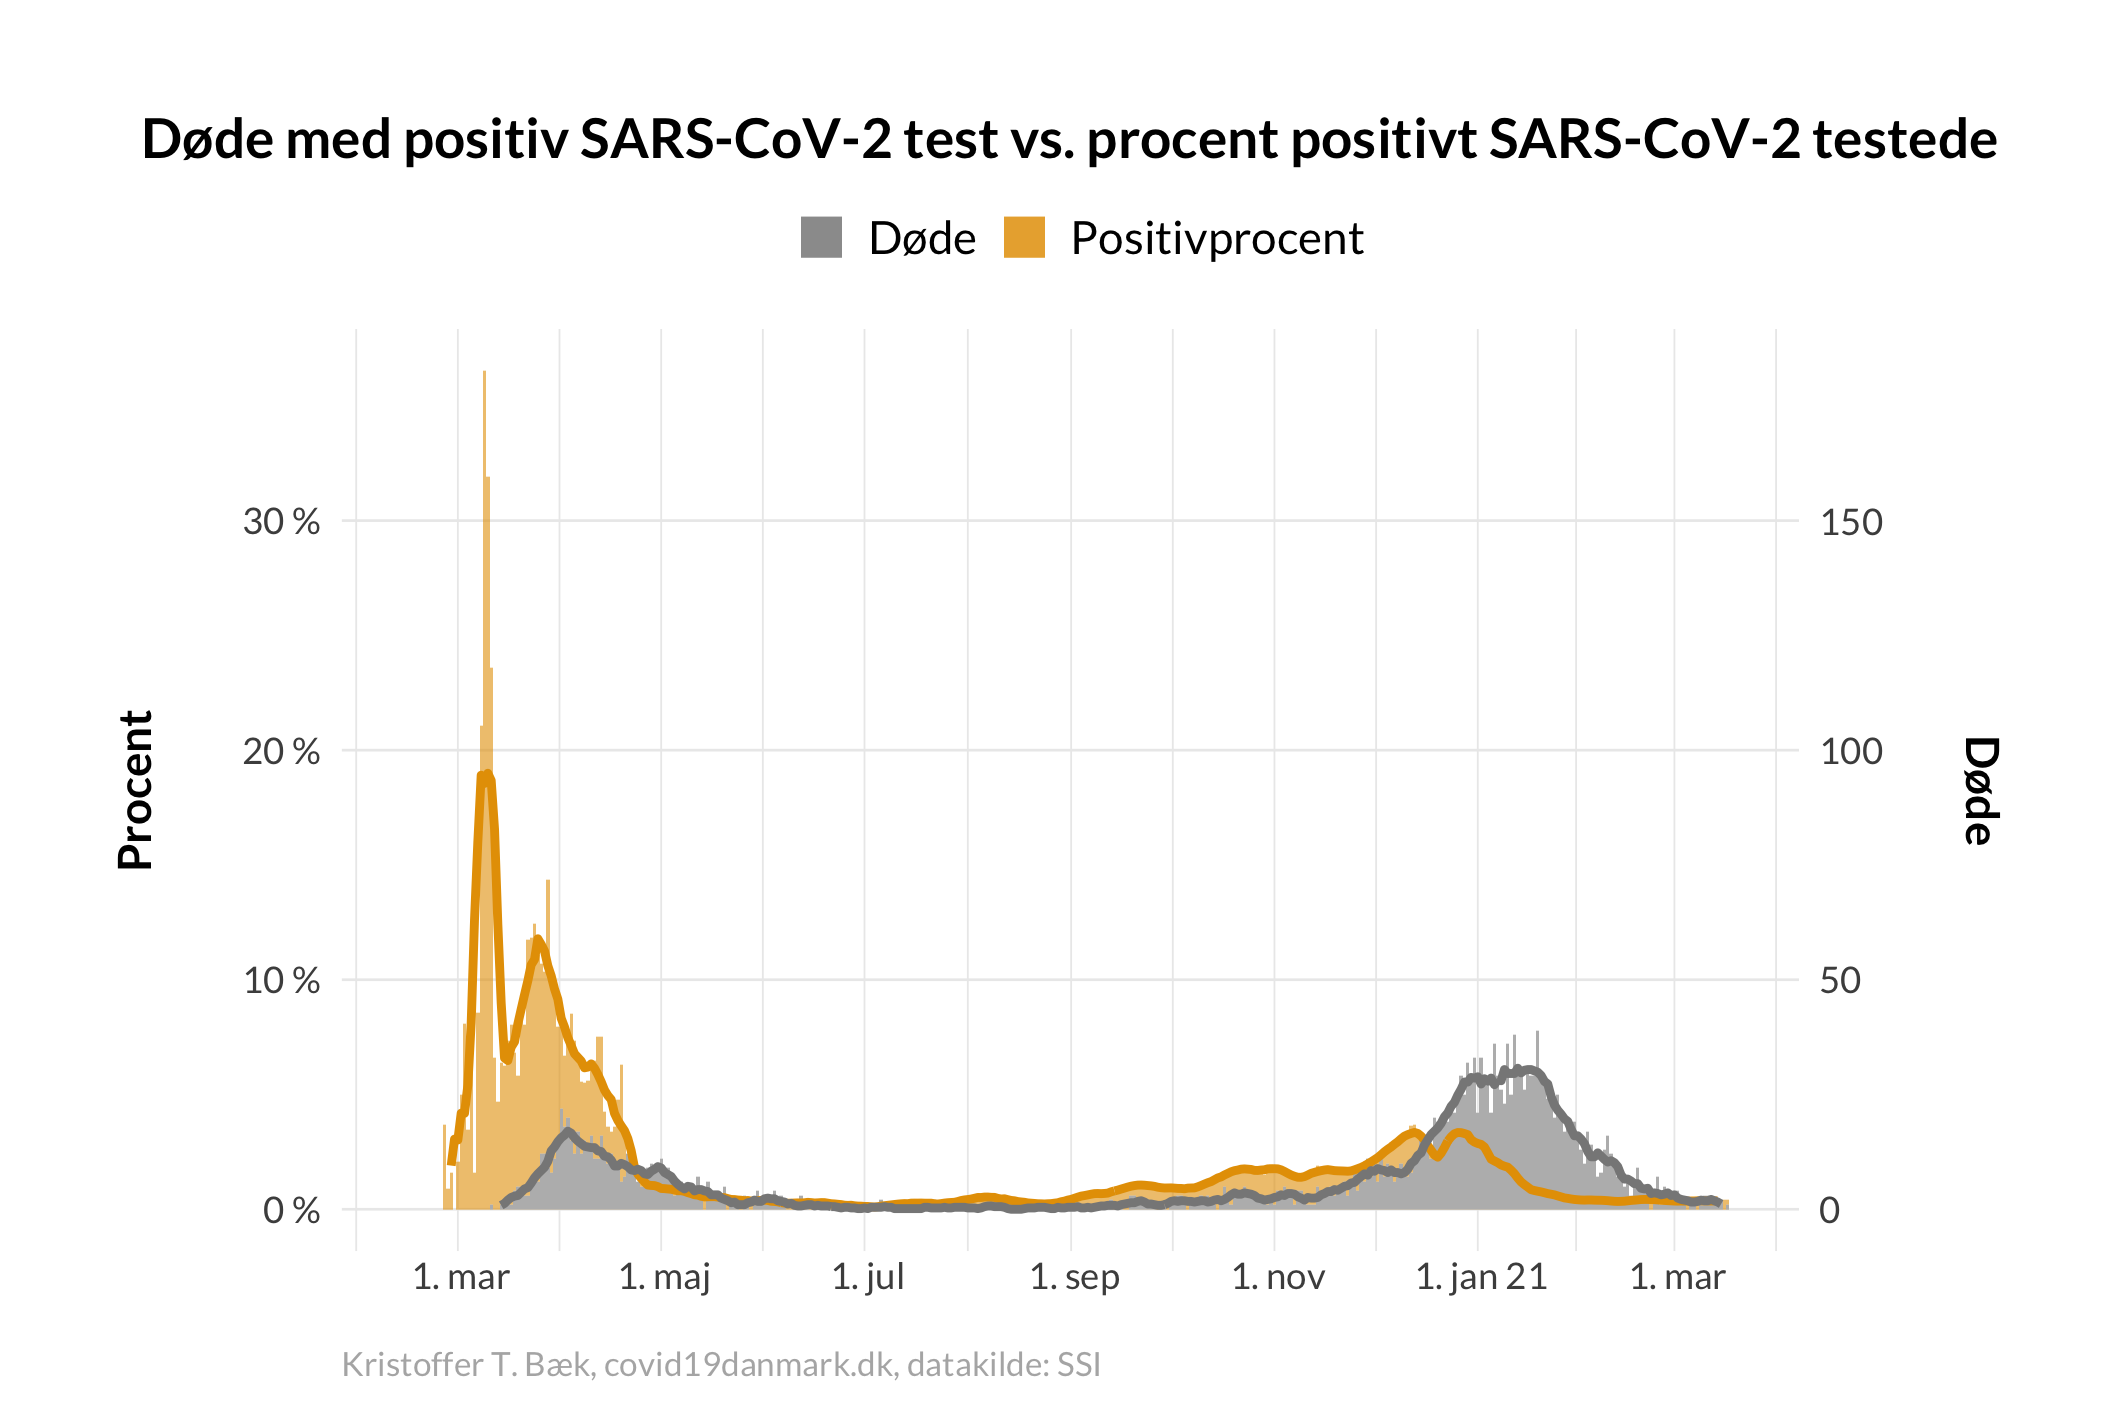 Døde med positiv SARS-CoV-2 test vs. procent positivt SARS-CoV-2 testede
Døde Positivprocent
Procent
30 %
20 %
10 %
0 %
150
100
50
0
Døde
1. mar 1. maj 1. jul 1. sep 1. nov 1. jan 21 1. mar
Kristoffer T. Bæk, covid19danmark.dk, datakilde: SSI